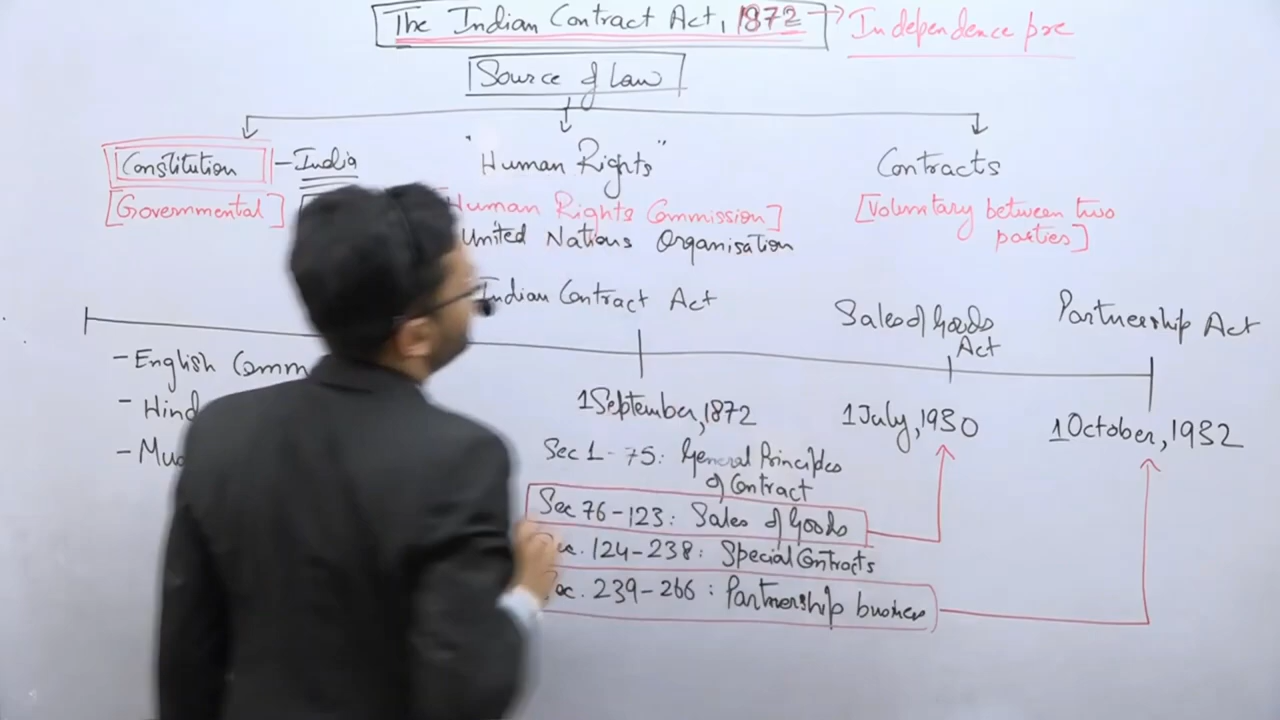 The Indian Contract Act, 1872 → Independence pre
Source of Law
Constitution - India
"Human Rights"
Contracts
[Governmental]
Human Rights Commission]
[Voluntary between two
parties]
United Nations Organisation
Indian Contract Act
Sales of Goods
Act
Partnership Act
- English Comm
- Hind
- Mu
1 September, 1872
1 July, 1930
1 October, 1932
Sec 1 - 75: General Principles
of Contract
Sec 76-123: Sales of Goods
ec. 124-238: Special Contracts
ec. 239-266: Partnership business